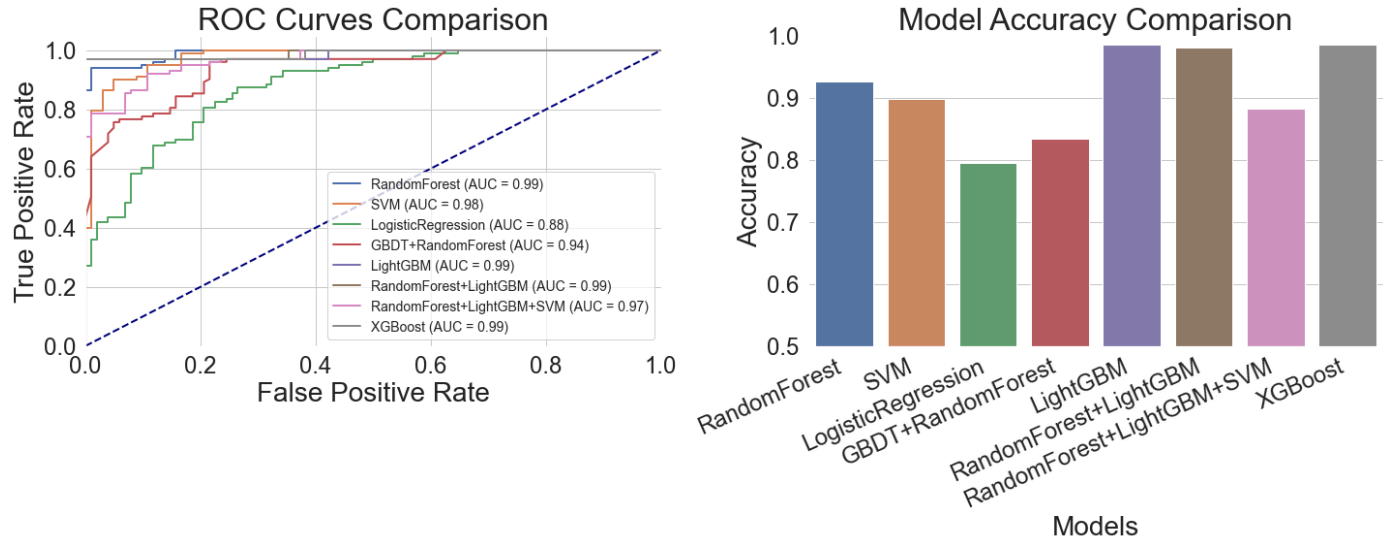 ROC Curves Comparison
True Positive Rate
1.0
0.8
0.6
0.4
0.2
0.0
RandomForest (AUC = 0.99)
SVM (AUC = 0.98)
LogisticRegression (AUC = 0.88)
GBDT+RandomForest (AUC = 0.94)
LightGBM (AUC = 0.99)
RandomForest+LightGBM (AUC = 0.99)
RandomForest+LightGBM+SVM (AUC = 0.97)
XGBoost (AUC = 0.99)
0.0 0.2 0.4 0.6 0.8 1.0
False Positive Rate
Model Accuracy Comparison
Accuracy
1.0
0.9
0.8
0.7
0.6
0.5
RandomForest
SVM
LogisticRegression
GBDT+RandomForest
LightGBM
RandomForest+LightGBM
RandomForest+LightGBM+SVM
XGBoost
Models